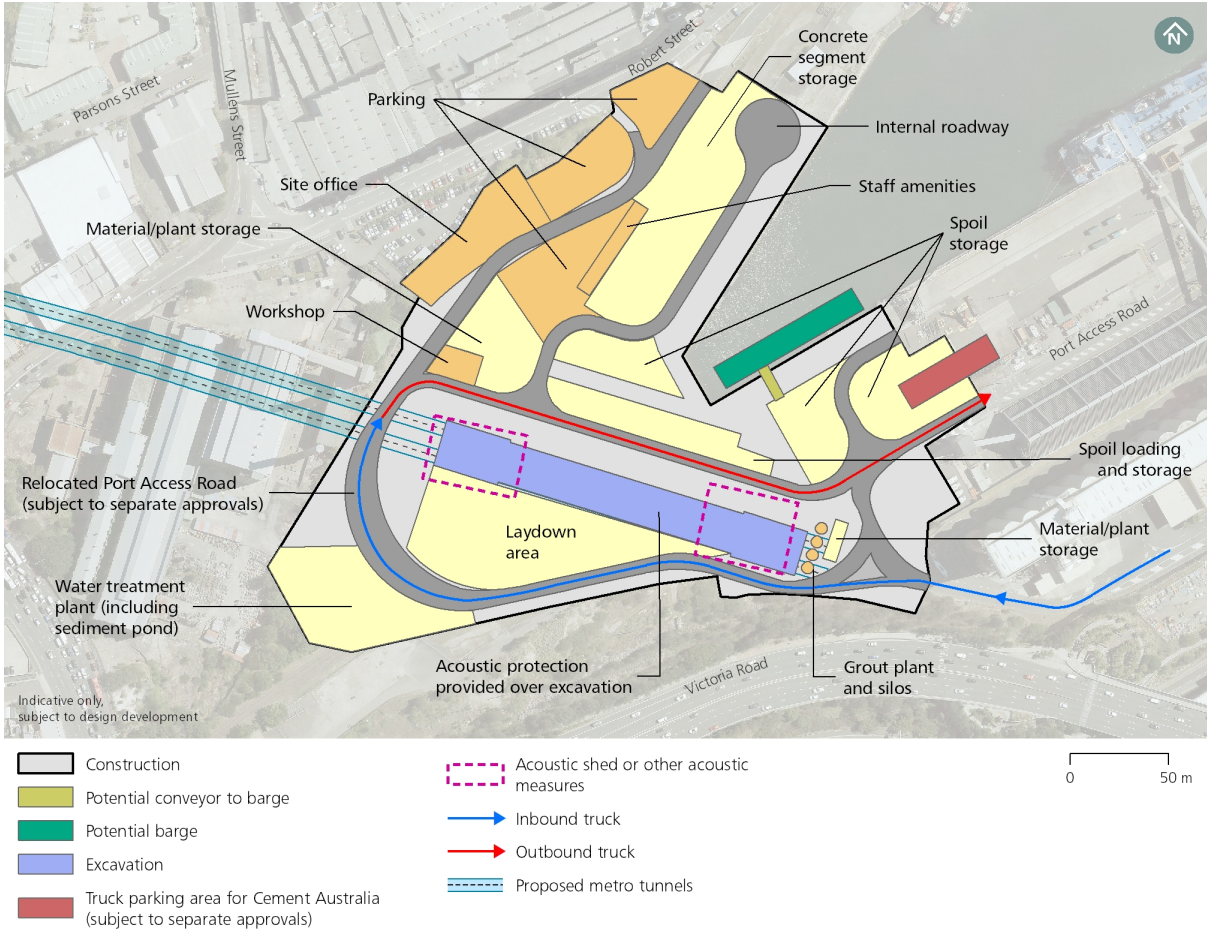 Concrete
segment
storage
N
Robert Street
Parsons Street
Mullens Street
Parking
Internal roadway
Site office
Staff amenities
Material/plant storage
Spoil
storage
Workshop
Port Access Road
Relocated Port Access Road
(subject to separate approvals)
Spoil loading
and storage
Laydown
area
Material/plant
storage
Water treatment
plant (including
sediment pond)
Acoustic protection
provided over excavation
Victoria Road
Grout plant
and silos
Indicative only,
subject to design development
Construction
Potential conveyor to barge
Potential barge
Excavation
Truck parking area for Cement Australia
(subject to separate approvals)
Acoustic shed or other acoustic
measures
Inbound truck
Outbound truck
Proposed metro tunnels
0 50 m